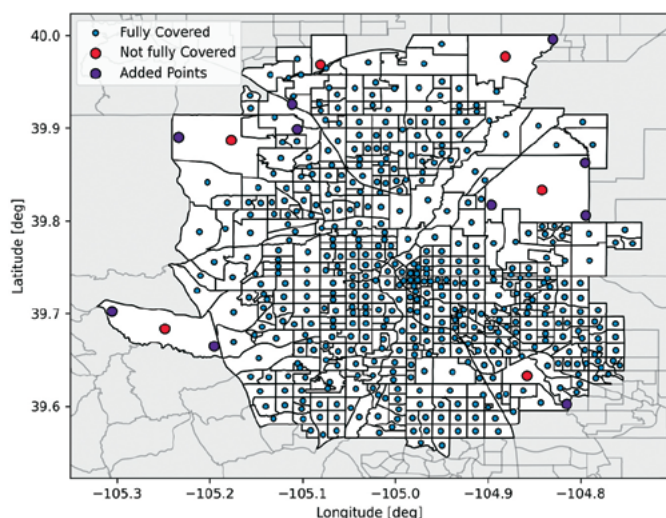 Fully Covered
Not fully Covered
Added Points
40.0
39.9
39.8
39.7
39.6
Latitude [deg]
−105.3 −105.2 −105.1 −105.0 −104.9 −104.8
Longitude [deg]